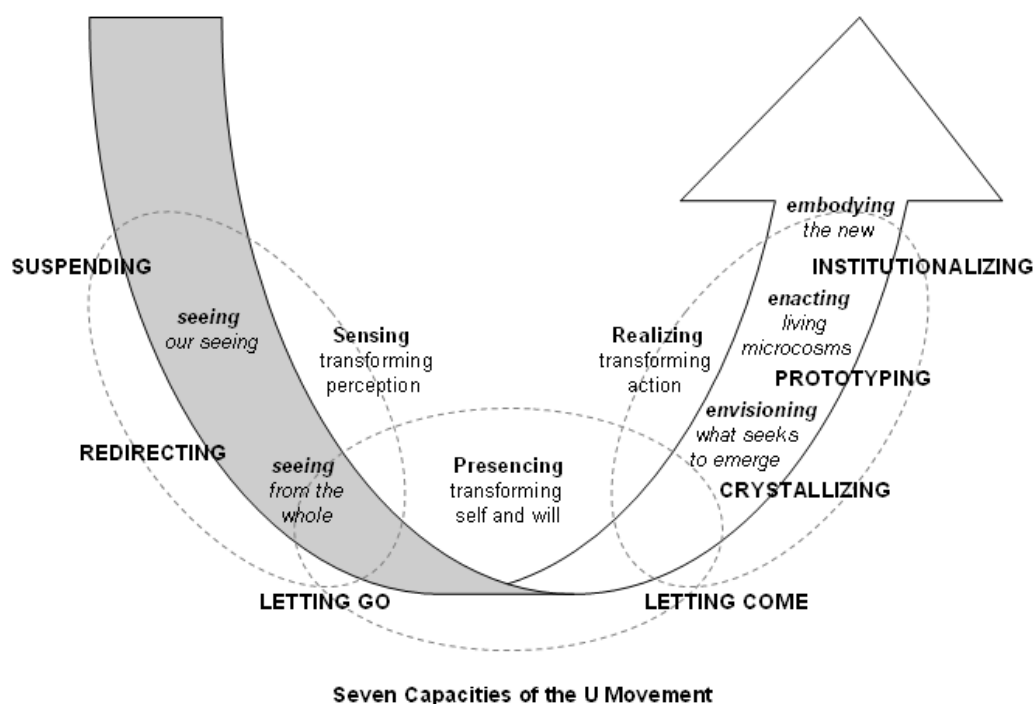 embodying
the new
SUSPENDING
INSTITUTIONALIZING
seeing
our seeing
Sensing
transforming
perception
Realizing
transforming
action
enacting
living
microcosms
PROTOTYPING
REDIRECTING
envisioning
what seeks
to emerge
seeing
from the
whole
Presencing
transforming
self and will
CRYSTALLIZING
LETTING GO
LETTING COME
Seven Capacities of the U Movement